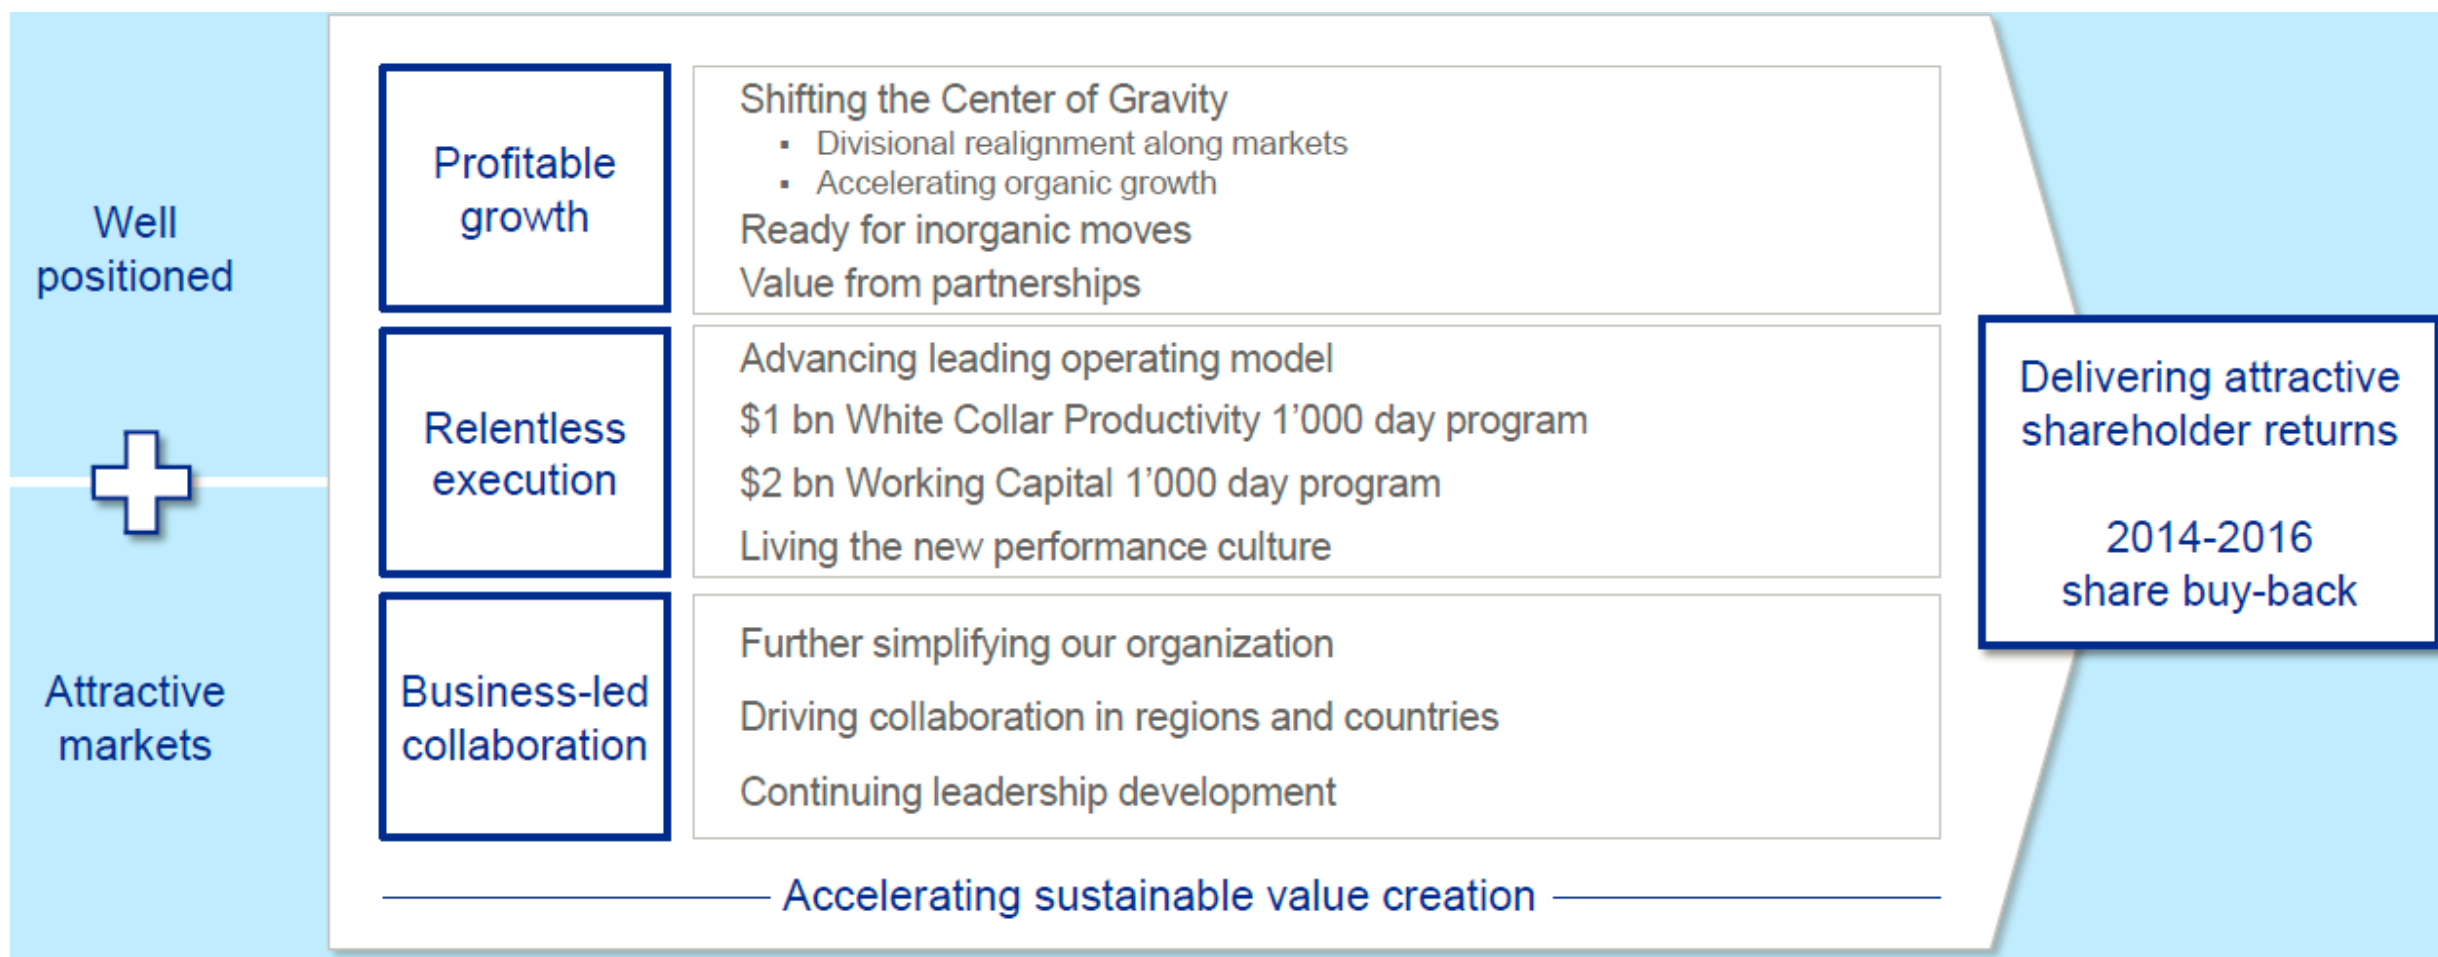 Well
positioned
Attractive
markets
Profitable
growth
Shifting the Center of Gravity
▪ Divisional realignment along markets
▪ Accelerating organic growth
Ready for inorganic moves
Value from partnerships
Relentless
execution
Advancing leading operating model
$1 bn White Collar Productivity 1’000 day program
$2 bn Working Capital 1’000 day program
Living the new performance culture
Business-led
collaboration
Further simplifying our organization
Driving collaboration in regions and countries
Continuing leadership development
Accelerating sustainable value creation
Delivering attractive
shareholder returns
2014-2016
share buy-back